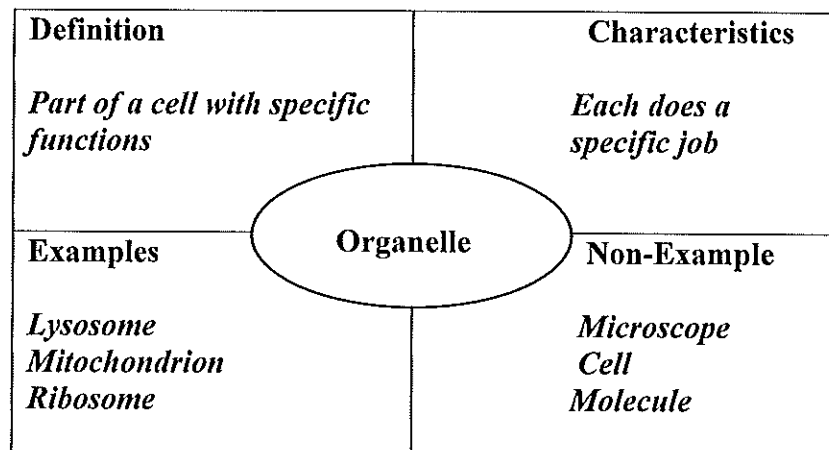 Definition
Part of a cell with specific
functions
Characteristics
Each does a
specific job
Organelle
Examples
Lysosome
Mitochondrion
Ribosome
Non-Example
Microscope
Cell
Molecule